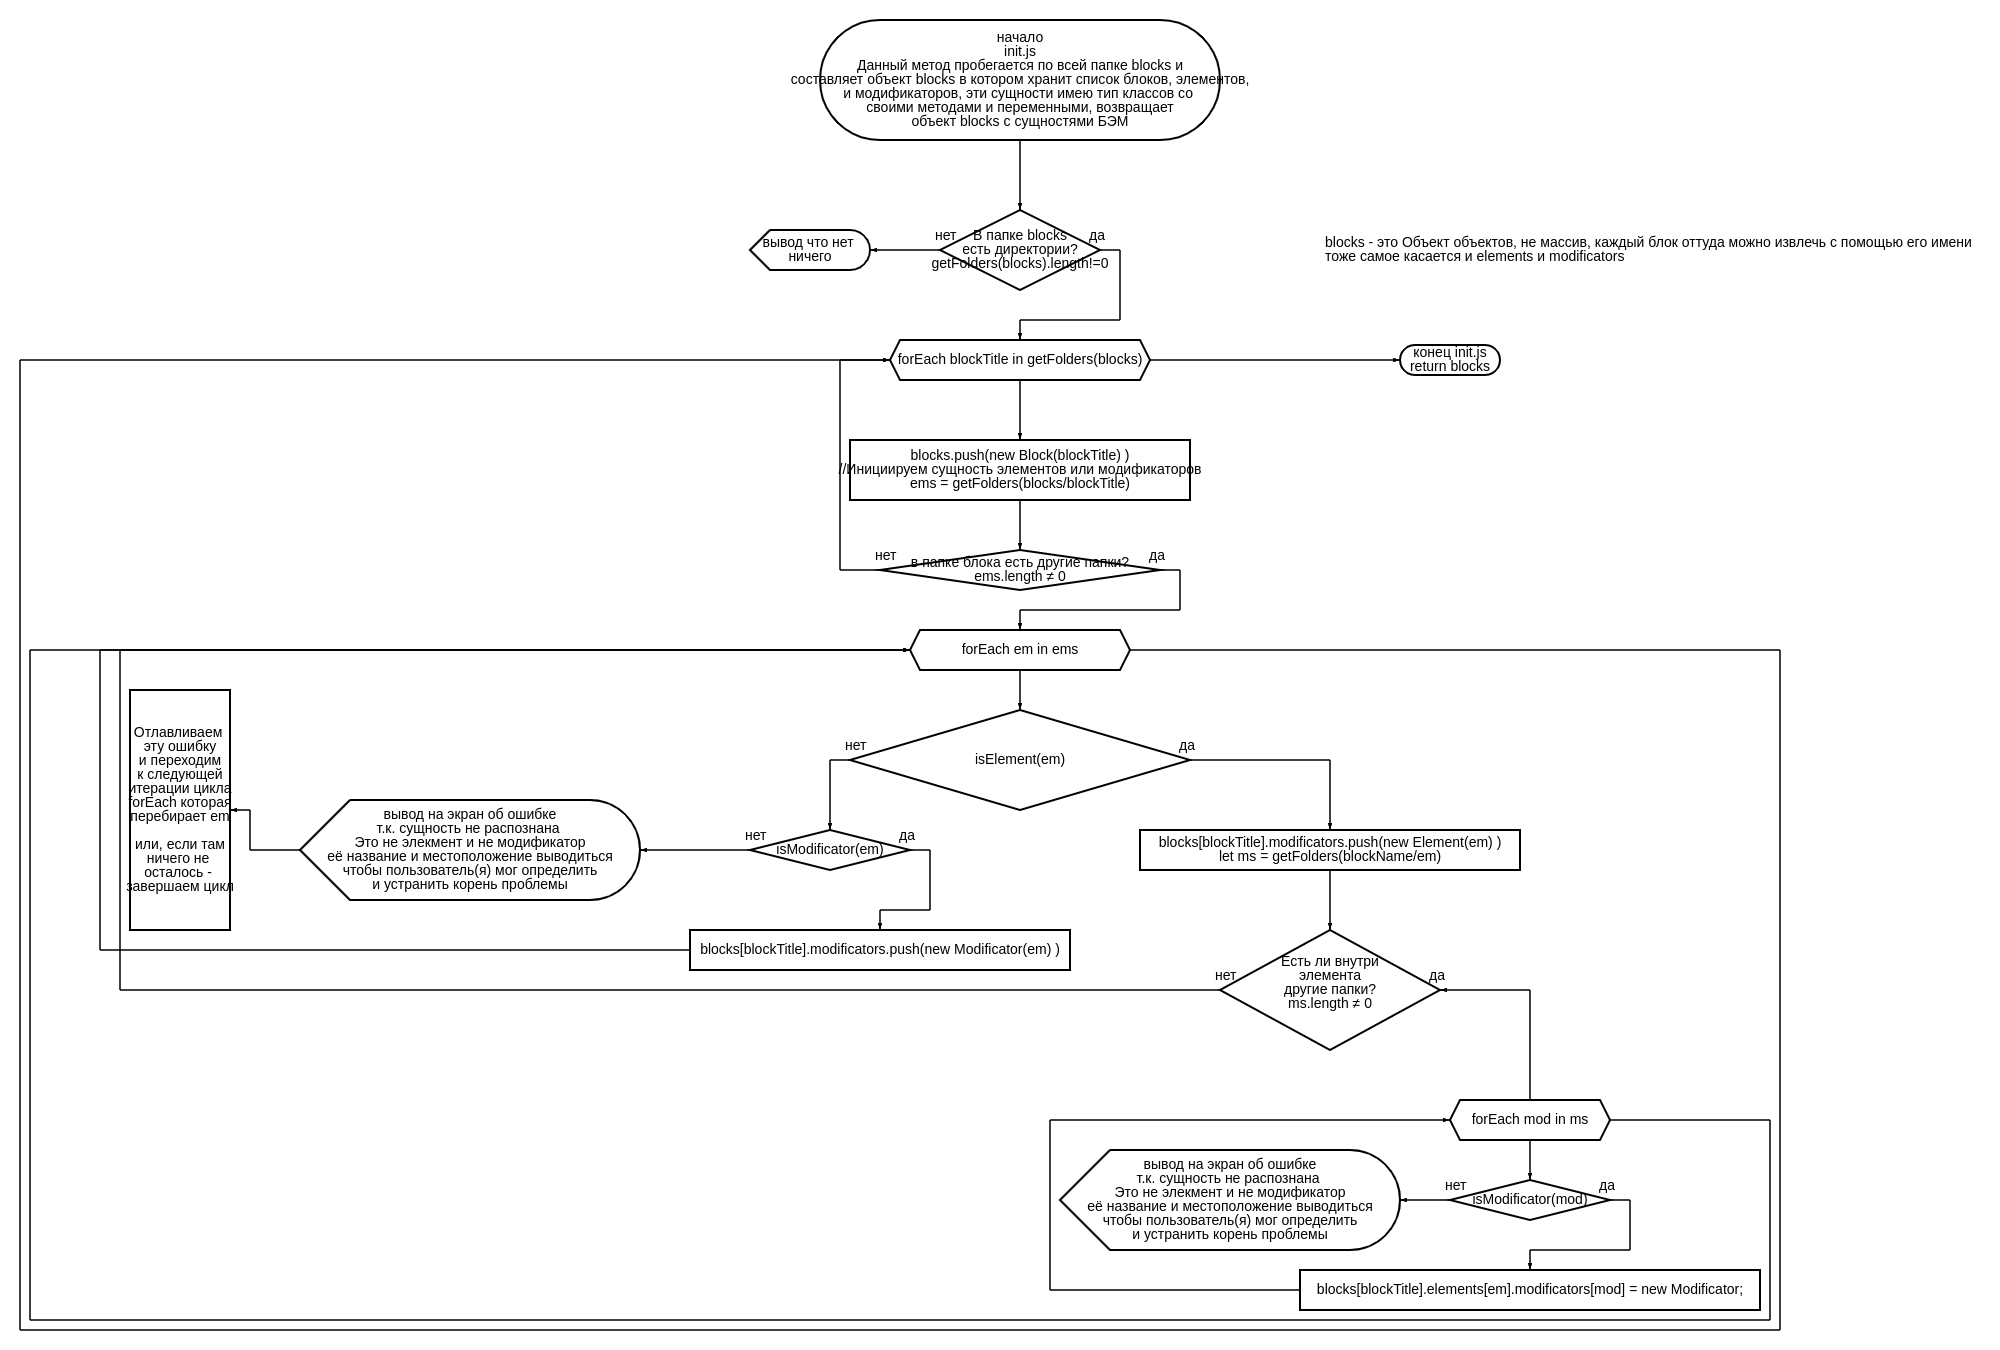 начало
init.js
Данный метод пробегается по всей папке blocks и
составляет объект blocks в котором хранит список блоков, элементов,
и модификаторов, эти сущности имею тип классов со
своими методами и переменными, возвращает
объект blocks с сущностями БЭМ
вывод что нет
ничего
нет
В папке blocks
есть директории?
getFolders(blocks).length!=0
да
blocks - это Объект объектов, не массив, каждый блок оттуда можно извлечь с помощью его имени
тоже самое касается и elements и modificators
forEach blockTitle in getFolders(blocks)
конец init.js
return blocks
blocks.push(new Block(blockTitle) )
//Инициируем сущность элементов или модификаторов
ems = getFolders(blocks/blockTitle)
нет
в папке блока есть другие папки?
ems.length ≠ 0
да
forEach em in ems
нет
isElement(em)
да
Отлавливаем
эту ошибку
и переходим
к следующей
итерации цикла
forEach которая
перебирает em
или, если там
ничего не
осталось -
завершаем цикл
вывод на экран об ошибке
т.к. сущность не распознана
Это не элекмент и не модификатор
её название и местоположение выводиться
чтобы пользователь(я) мог определить
и устранить корень проблемы
нет
isModificator(em)
да
blocks[blockTitle].modificators.push(new Element(em) )
let ms = getFolders(blockName/em)
blocks[blockTitle].modificators.push(new Modificator(em) )
нет
Есть ли внутри
элемента
другие папки?
ms.length ≠ 0
да
forEach mod in ms
вывод на экран об ошибке
т.к. сущность не распознана
Это не элекмент и не модификатор
её название и местоположение выводиться
чтобы пользователь(я) мог определить
и устранить корень проблемы
нет
isModificator(mod)
да
blocks[blockTitle].elements[em].modificators[mod] = new Modificator;